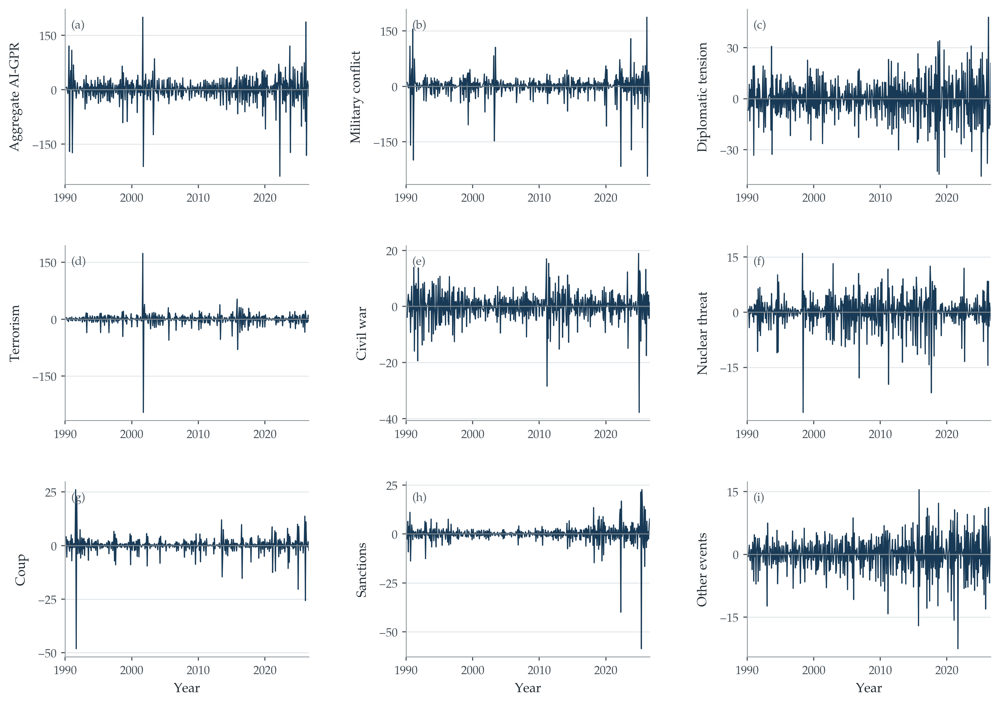 (a)
Aggregate AI-GPR
150
0
−150
1990 2000 2010 2020
(b)
Military conflict
150
0
−150
1990 2000 2010 2020
(c)
Diplomatic tension
30
0
−30
1990 2000 2010 2020
(d)
Terrorism
150
0
−150
1990 2000 2010 2020
(e)
Civil war
20
0
−20
−40
1990 2000 2010 2020
(f)
Nuclear threat
15
0
−15
1990 2000 2010 2020
(g)
Coup
25
0
−25
−50
1990 2000 2010 2020
Year
(h)
Sanctions
25
0
−25
−50
1990 2000 2010 2020
Year
(i)
Other events
15
0
−15
1990 2000 2010 2020
Year